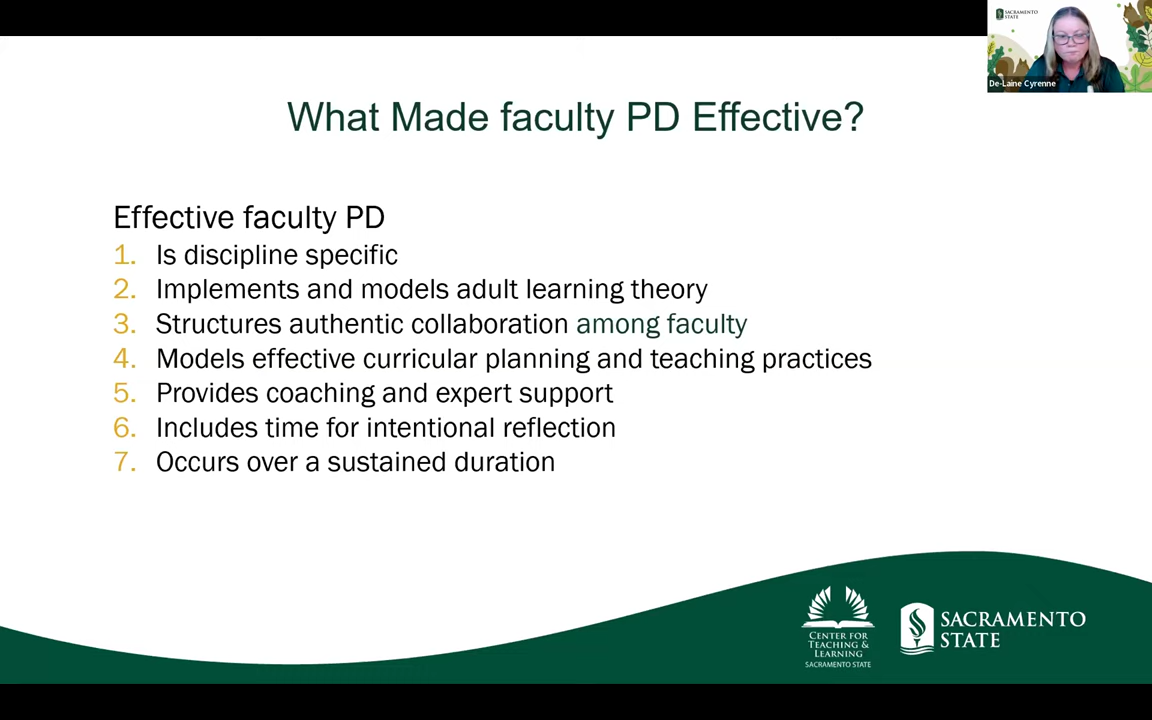 SACRAMENTO
STATE
De-Laine Cyrenne
What Made faculty PD Effective?
Effective faculty PD
1. Is discipline specific
2. Implements and models adult learning theory
3. Structures authentic collaboration among faculty
4. Models effective curricular planning and teaching practices
5. Provides coaching and expert support
6. Includes time for intentional reflection
7. Occurs over a sustained duration
CENTER FOR
TEACHING &
LEARNING
SACRAMENTO STATE
SACRAMENTO
STATE